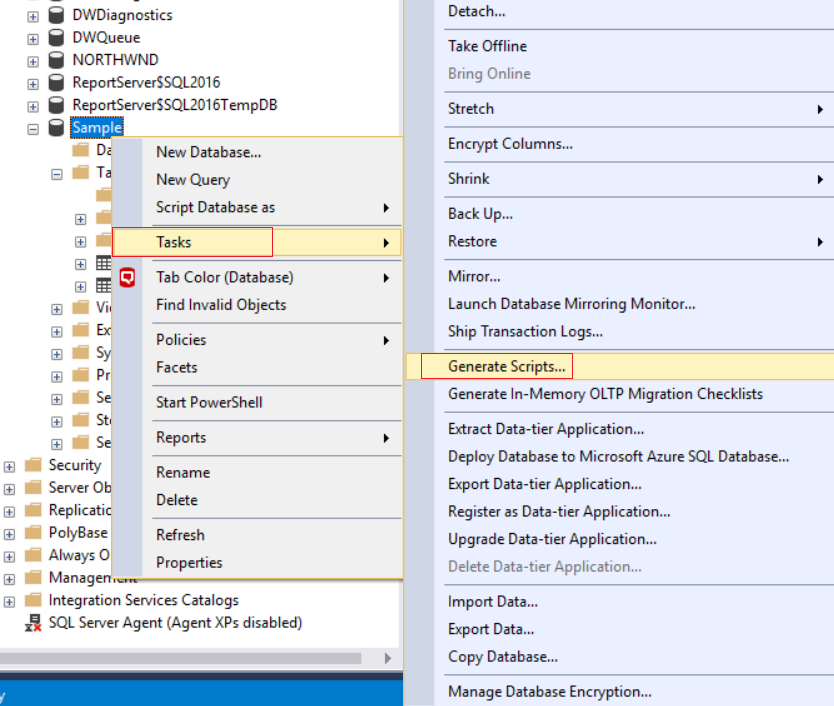 DWDiagnostics
DWQueue
NORTHWND
ReportServer$SQL2016
ReportServer$SQL2016TempDB
Sample
Da
Ta
Vi
Ex
Sy
Pr
Se
Sto
Se
Security
Server Ob
Replicatio
PolyBase
Always O
Management
Integration Services Catalogs
SQL Server Agent (Agent XPs disabled)
New Database...
New Query
Script Database as
Tasks
Tab Color (Database)
Find Invalid Objects
Policies
Facets
Start PowerShell
Reports
Rename
Delete
Refresh
Properties
Detach...
Take Offline
Bring Online
Stretch
Encrypt Columns...
Shrink
Back Up...
Restore
Mirror...
Launch Database Mirroring Monitor...
Ship Transaction Logs...
Generate Scripts...
Generate In-Memory OLTP Migration Checklists
Extract Data-tier Application...
Deploy Database to Microsoft Azure SQL Database...
Export Data-tier Application...
Register as Data-tier Application...
Upgrade Data-tier Application...
Delete Data-tier Application...
Import Data...
Export Data...
Copy Database...
Manage Database Encryption...